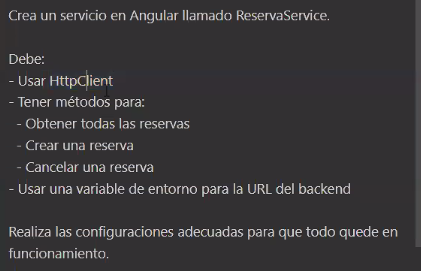 Crea un servicio en Angular llamado ReservaService.
Debe:
- Usar HttpClient
- Tener métodos para:
- Obtener todas las reservas
- Crear una reserva
- Cancelar una reserva
- Usar una variable de entorno para la URL del backend
Realiza las configuraciones adecuadas para que todo quede en
funcionamiento.